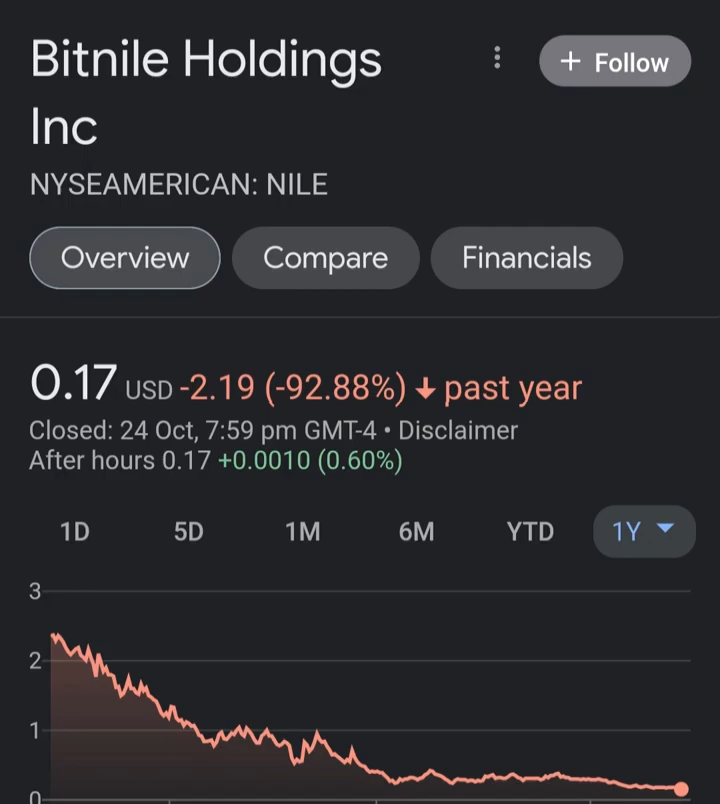 Bitnile Holdings
Inc
+ Follow
NYSEAMERICAN: NILE
Overview
Compare
Financials
0.17 USD -2.19 (-92.88%) ↓ past year
Closed: 24 Oct, 7:59 pm GMT-4 • Disclaimer
After hours 0.17 +0.0010 (0.60%)
1D 5D 1M 6M YTD 1Y
3
2
1
0